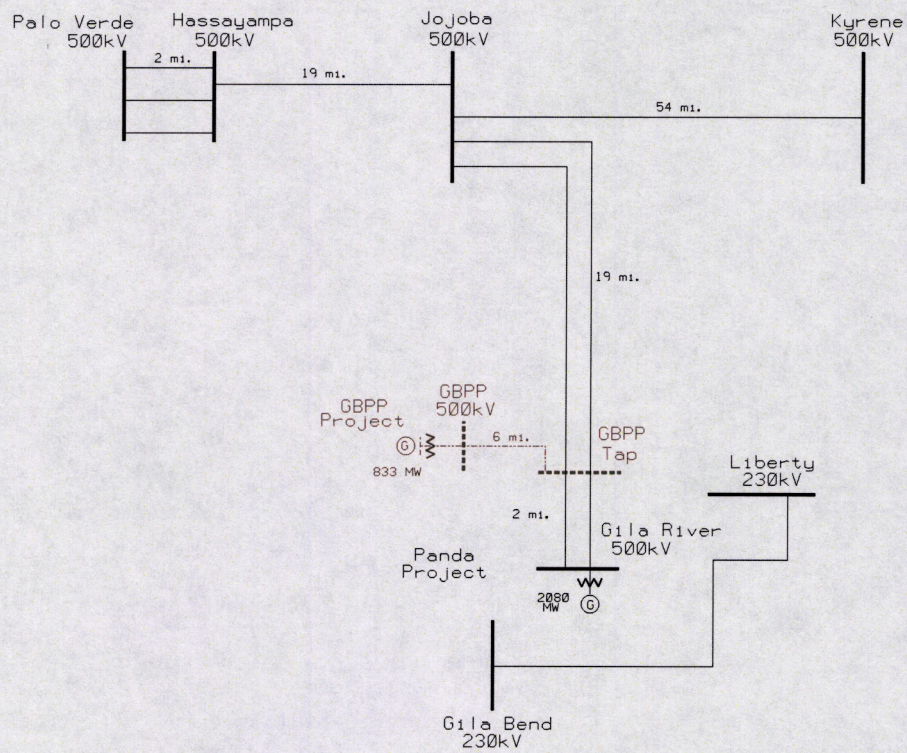 Palo Verde
500kV
Hassayampa
500kV
Jojoba
500kV
Kyrene
500kV
2 mi.
19 mi.
54 mi.
19 mi.
GBPP
500kV
GBPP
Project
G
6 mi.
833 MW
GBPP
Tap
Liberty
230kV
2 mi.
Gila River
500kV
Panda
Project
2080
MW
G
Gila Bend
230kV